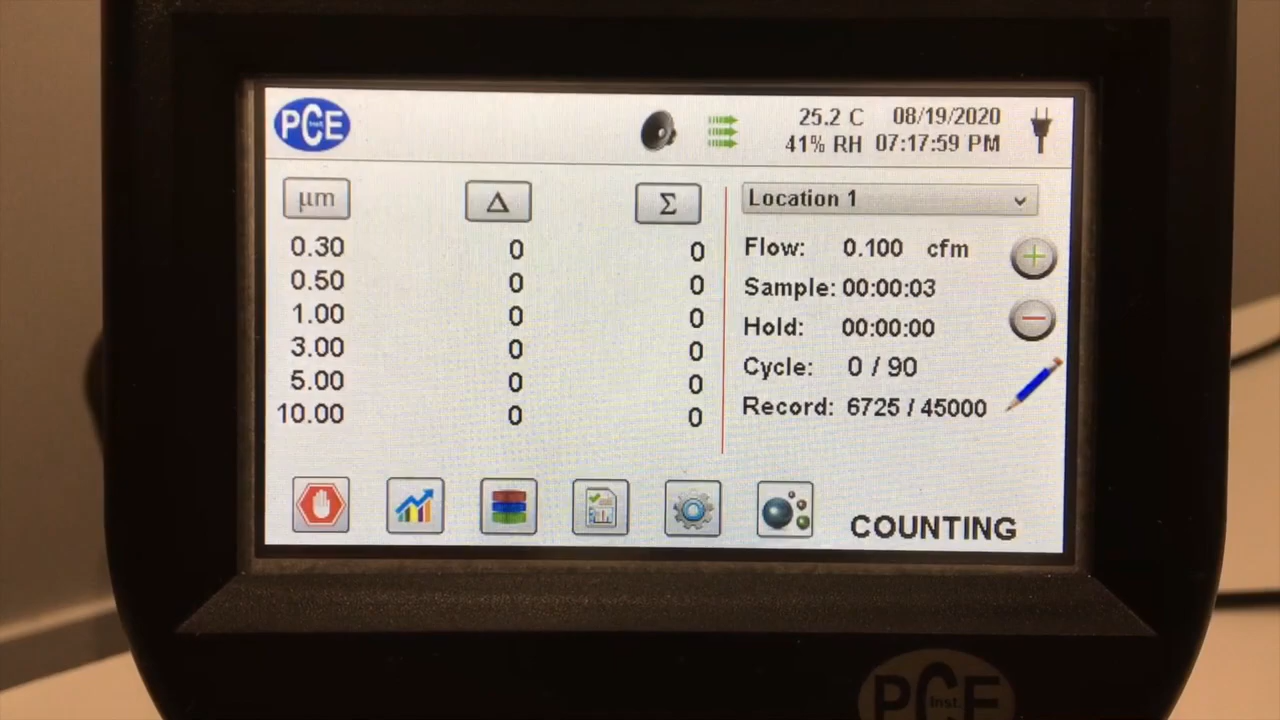 PCE
Inst.
25.2 C 08/19/2020
41% RH 07:17:59 PM
μm Δ Σ
0.30 0 0
0.50 0 0
1.00 0 0
3.00 0 0
5.00 0 0
10.00 0 0
Location 1
Flow: 0.100 cfm
Sample: 00:00:03
Hold: 00:00:00
Cycle: 0 / 90
Record: 6725 / 45000
COUNTING
PCE
Inst.